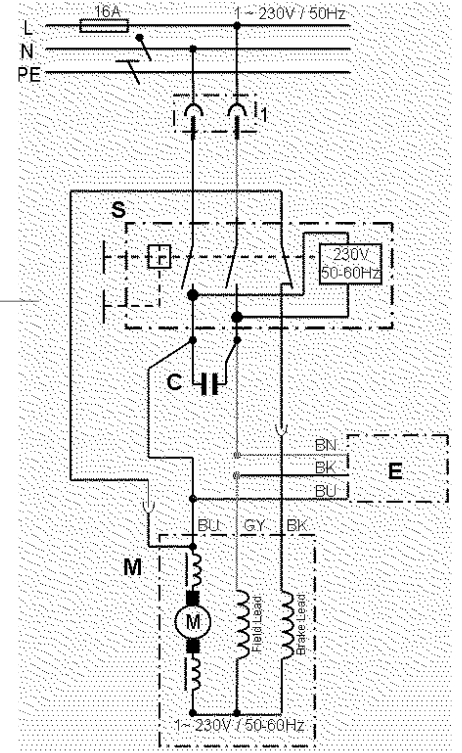 16A
1 ~ 230V / 50Hz
L
N
PE
1
S
230V
50-60Hz
C
BN
BK
BU
E
BU GY BK
M
M
Field Lead
Brake Lead
1~ 230V / 50-60Hz